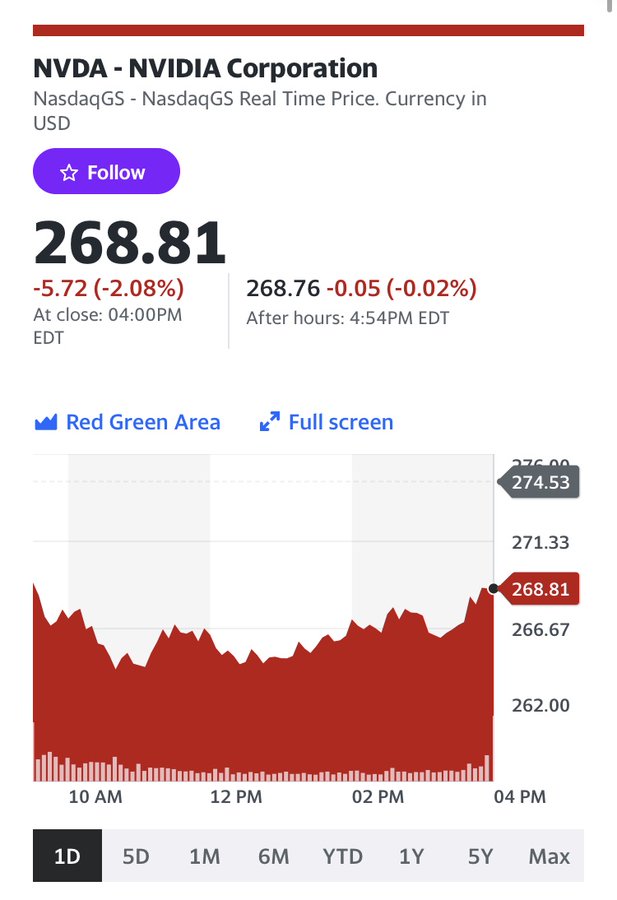 NVDA - NVIDIA Corporation
NasdaqGS - NasdaqGS Real Time Price. Currency in
USD
Follow
268.81
-5.72 (-2.08%)
At close: 04:00PM
EDT
268.76 -0.05 (-0.02%)
After hours: 4:54PM EDT
Red Green Area
Full screen
276.00
274.53
271.33
268.81
266.67
262.00
10 AM 12 PM 02 PM 04 PM
1D 5D 1M 6M YTD 1Y 5Y Max